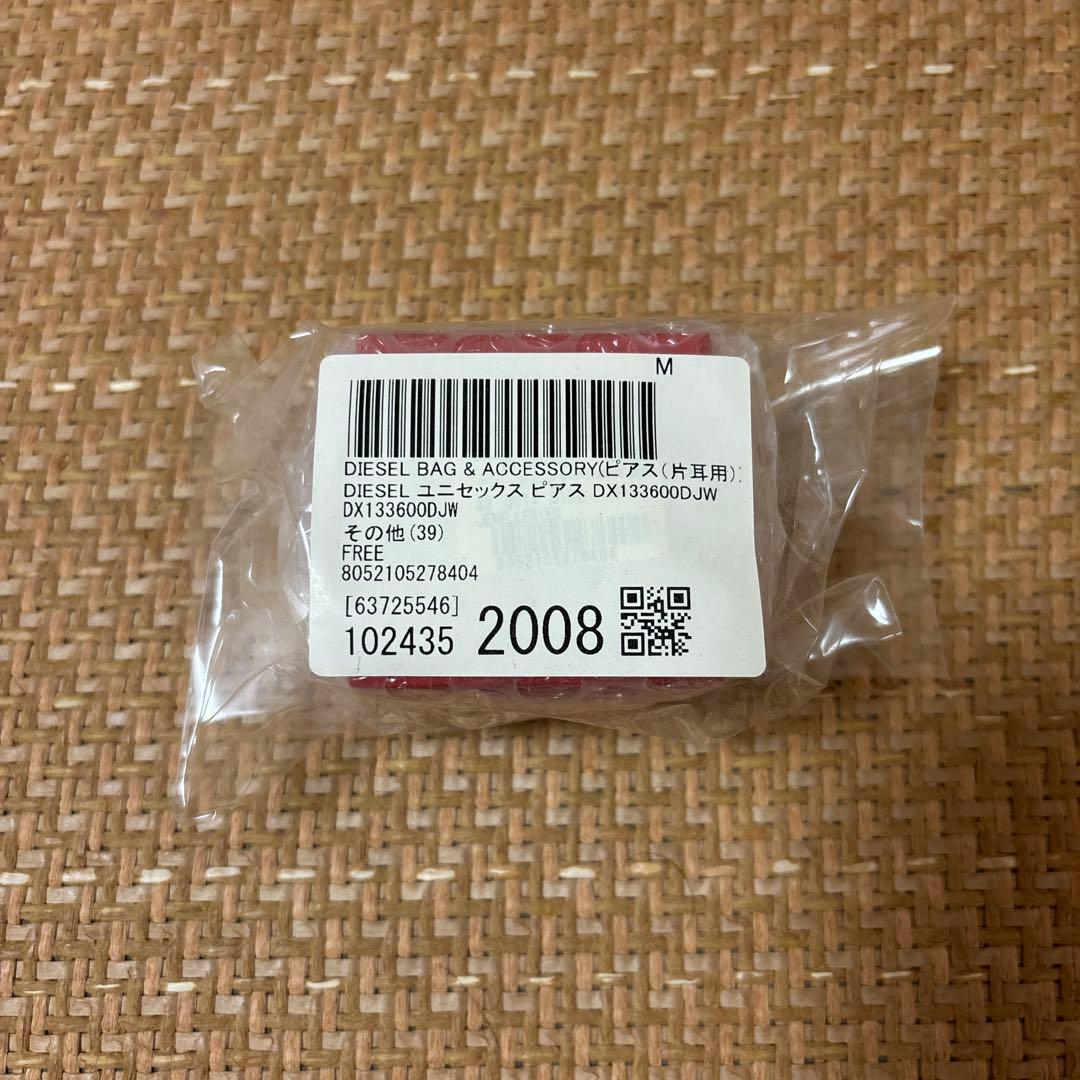 M
DIESEL BAG & ACCESSORY(ピアス(片耳用))
DIESEL ユニセックス ピアス DX133600DJW
DX133600DJW
その他(39)
FREE
8052105278404
[63725546]
102435 2008